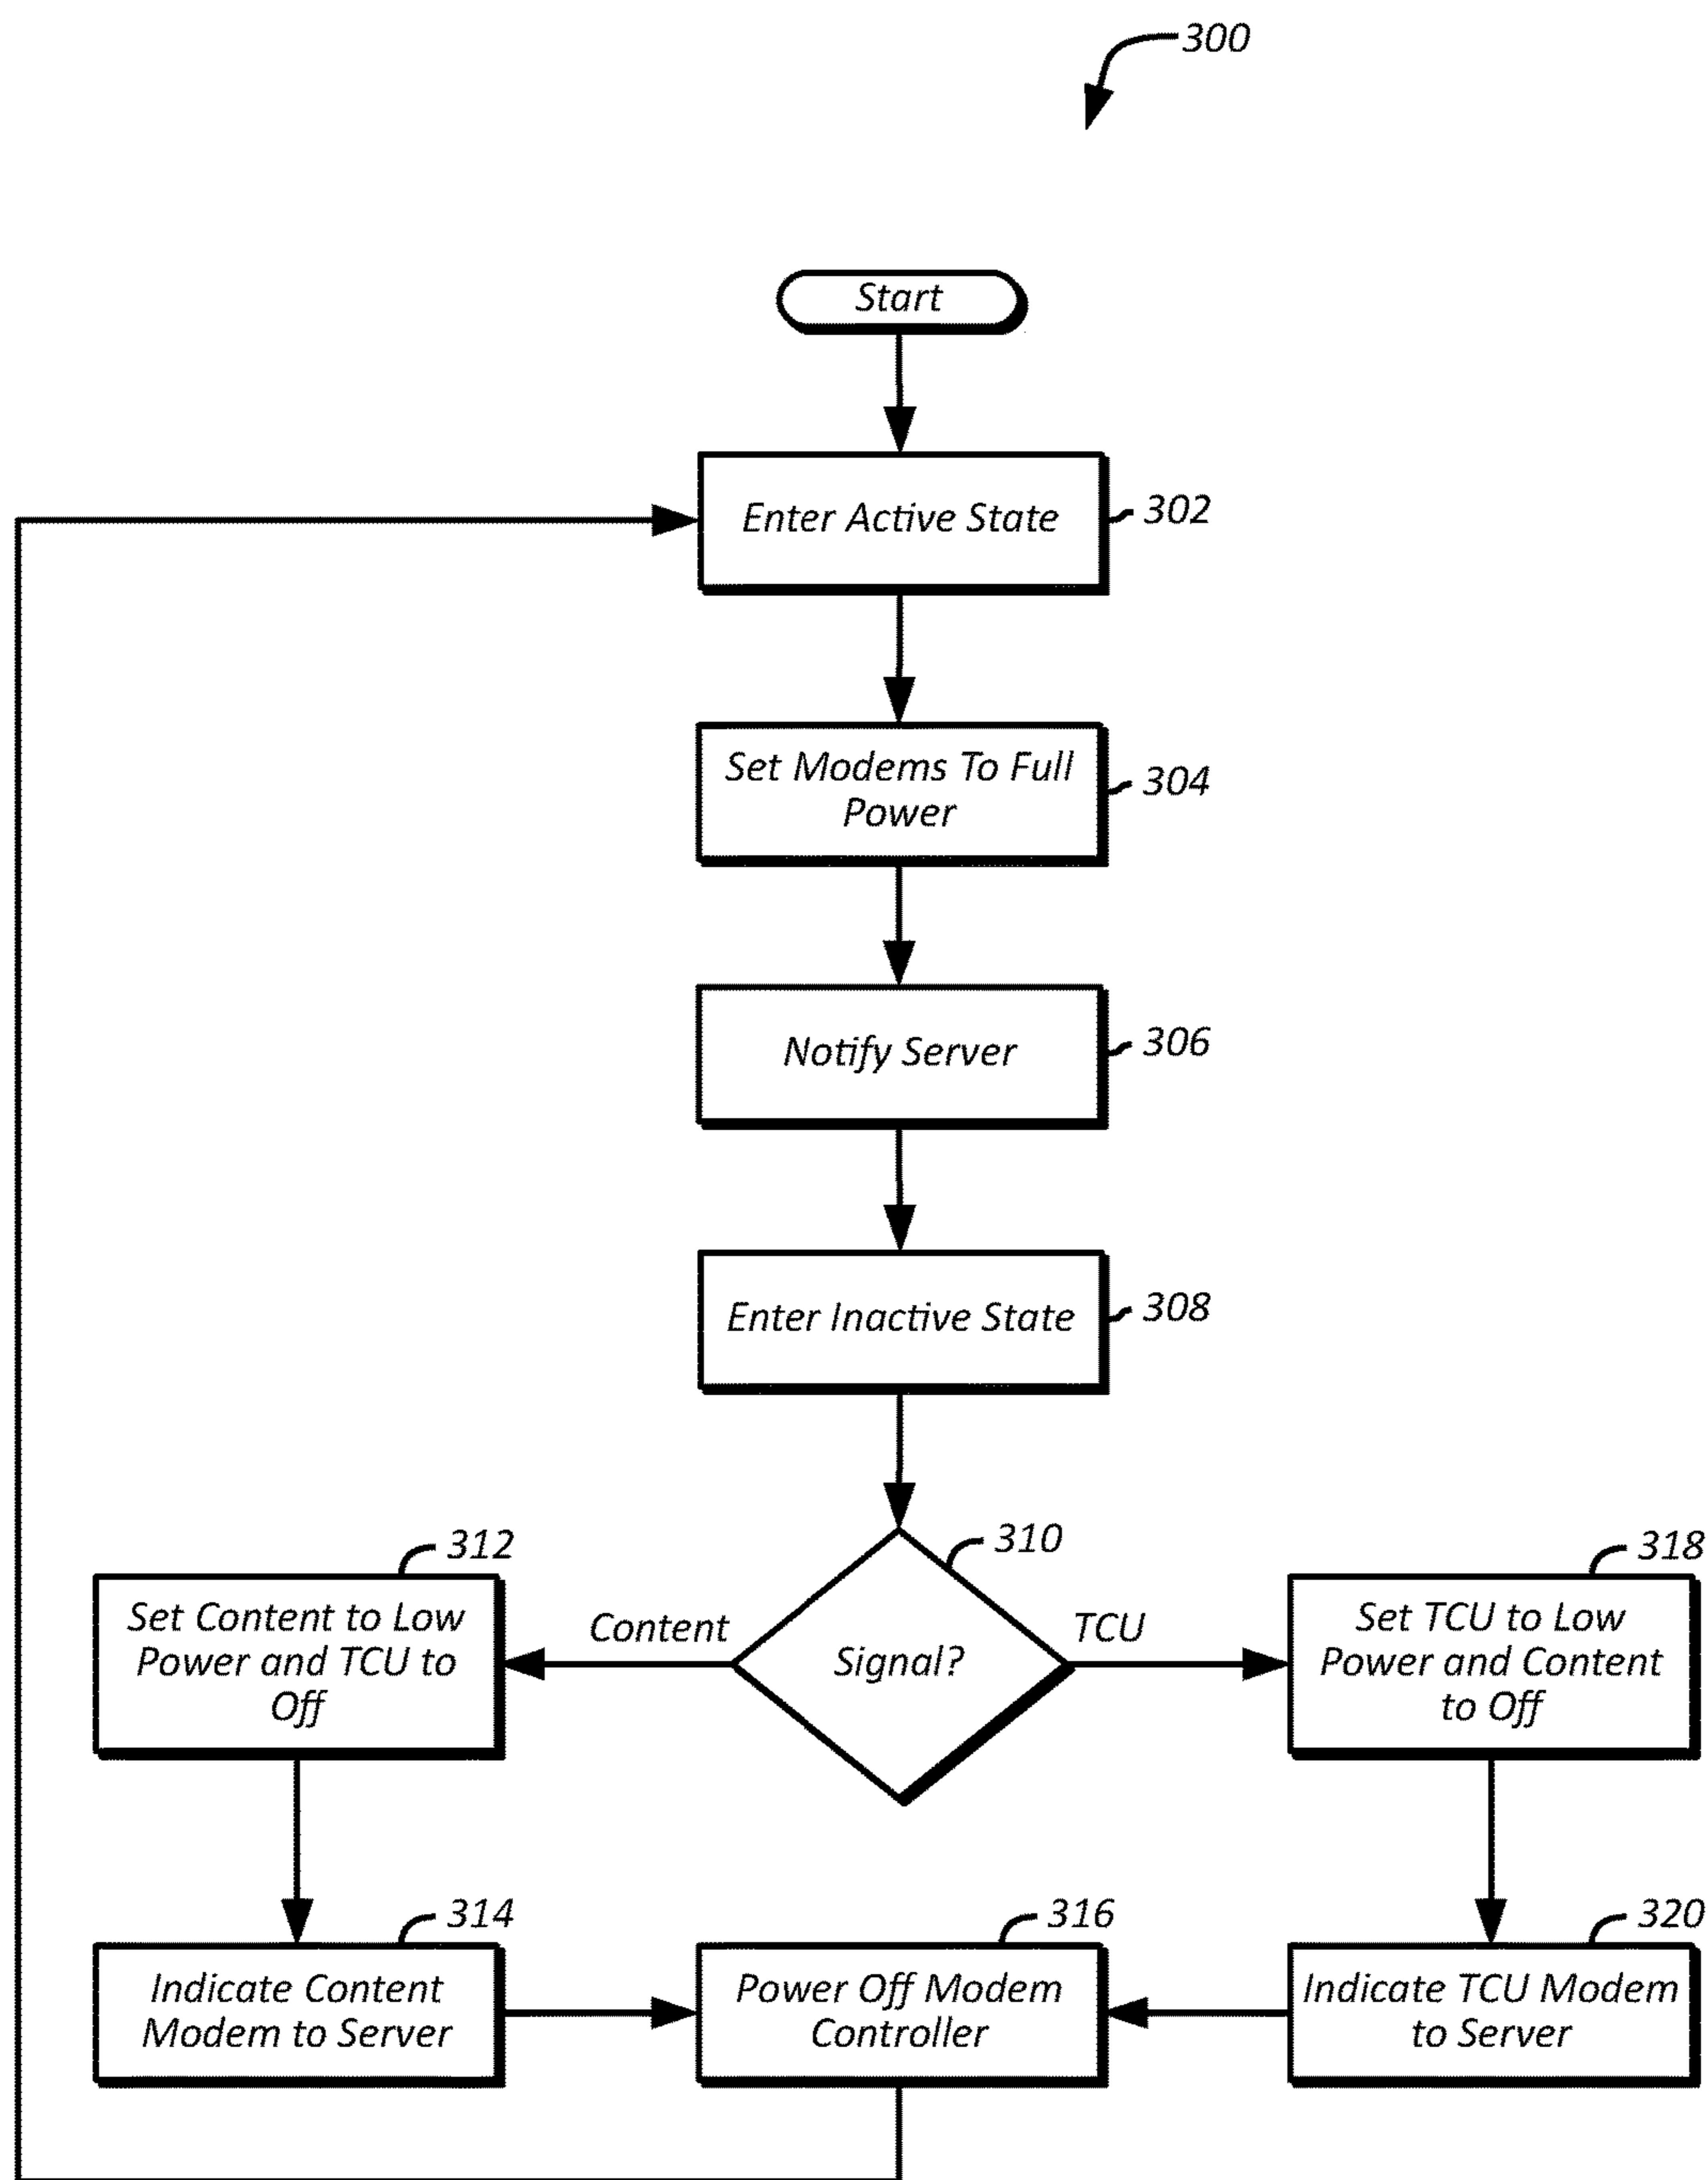 300
Start
Enter Active State
302
Set Modems To Full
Power
304
Notify Server
306
Enter Inactive State
308
Signal?
310
Content
TCU
312
Set Content to Low
Power and TCU to
Off
318
Set TCU to Low
Power and Content
to Off
314
Indicate Content
Modem to Server
316
Power Off Modem
Controller
320
Indicate TCU Modem
to Server